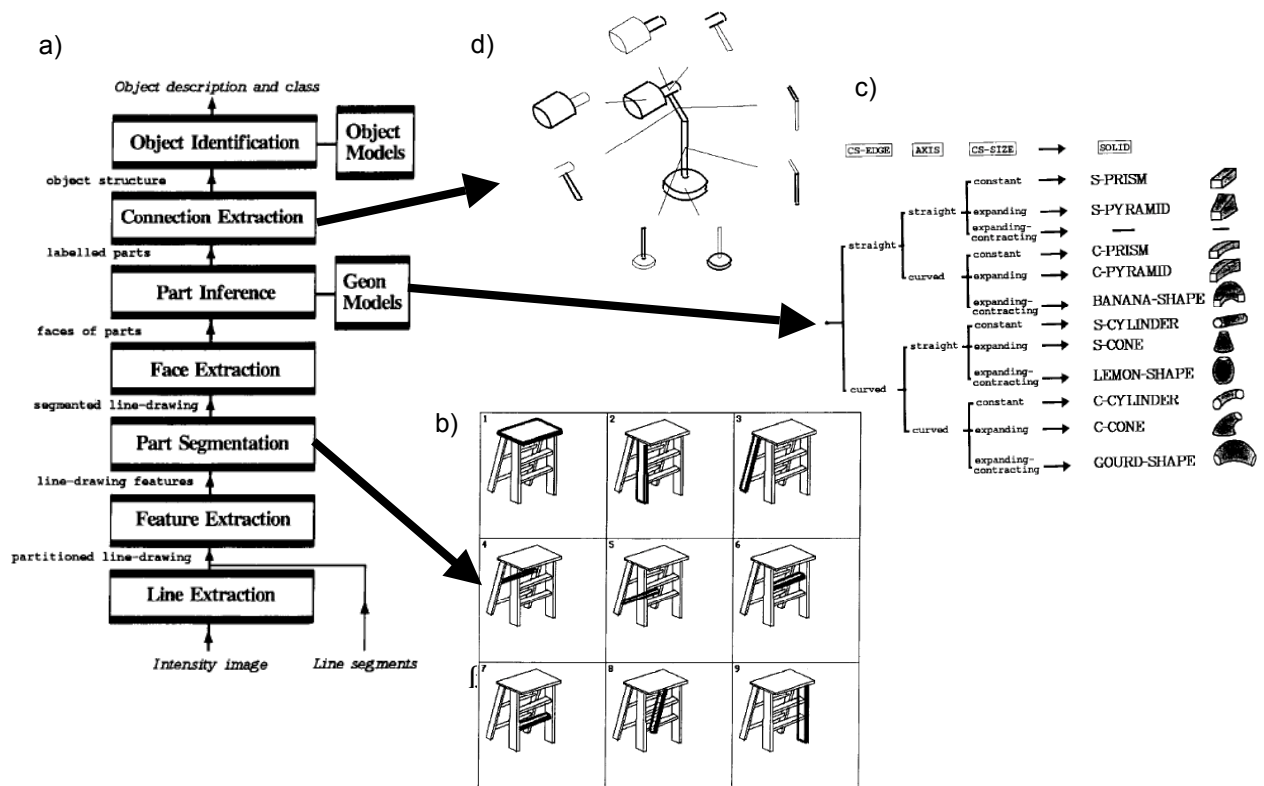 a)
Object description and class
Object Identification
Object
Models
object structure
Connection Extraction
labelled parts
Part Inference
Geon
Models
faces of parts
Face Extraction
segmented line-drawing
Part Segmentation
line-drawing features
Feature Extraction
partitioned line-drawing
Line Extraction
Intensity image
Line segments
d)
c)
CS-EDGE AXIS CS-SIZE SOLID
constant S-PRISM
straight expanding S-PYRAMID
expanding-
contracting
straight
constant C-PRISM
curved expanding C-PYRAMID
expanding-
contracting BANANA-SHAPE
constant S-CYLINDER
straight expanding S-CONE
expanding-
contracting LEMON-SHAPE
curved
constant C-CYLINDER
curved expanding C-CONE
expanding-
contracting GOURD-SHAPE
b)
1 2 3
4 5 6
7 8 9